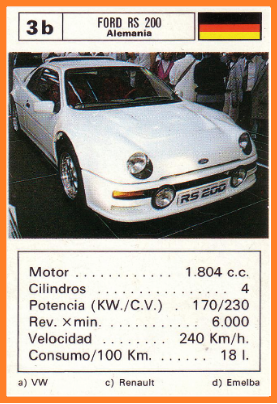 3b
FORD RS 200
Alemania
RS 200
Motor .......... 1.804 c.c.
Cilindros .............. 4
Potencia (KW./C.V.) . 170/230
Rev. × min. ........ 6.000
Velocidad ..... 240 Km/h.
Consumo/100 Km. ...... 18 l.
a) VW c) Renault d) Emelba